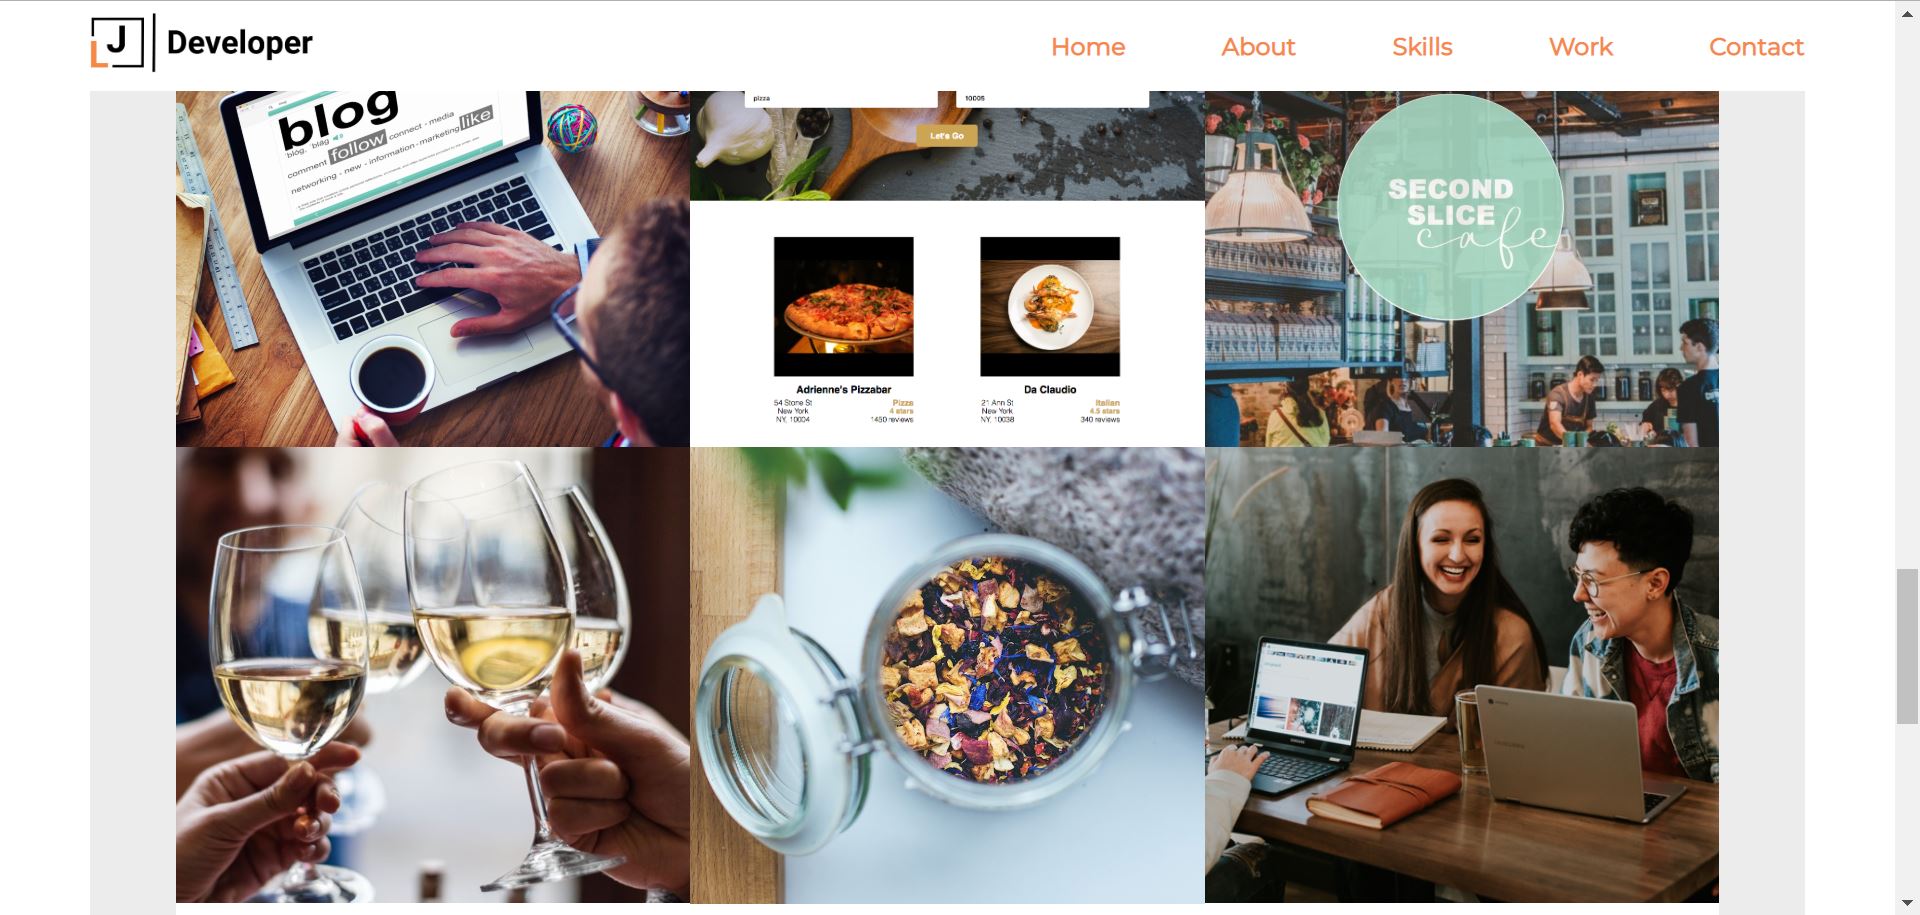 LJ Developer
Home
About
Skills
Work
Contact
blog
follow connect - media like
comment
networking - new - information - marketing
pizza
10005
Let's Go
SECOND
SLICE
cafe
Adrienne's Pizzabar
54 Stone St
New York
NY, 10004
Pizza
4 stars
1450 reviews
Da Claudio
21 Ann St
New York
NY, 10038
Italian
4.5 stars
340 reviews